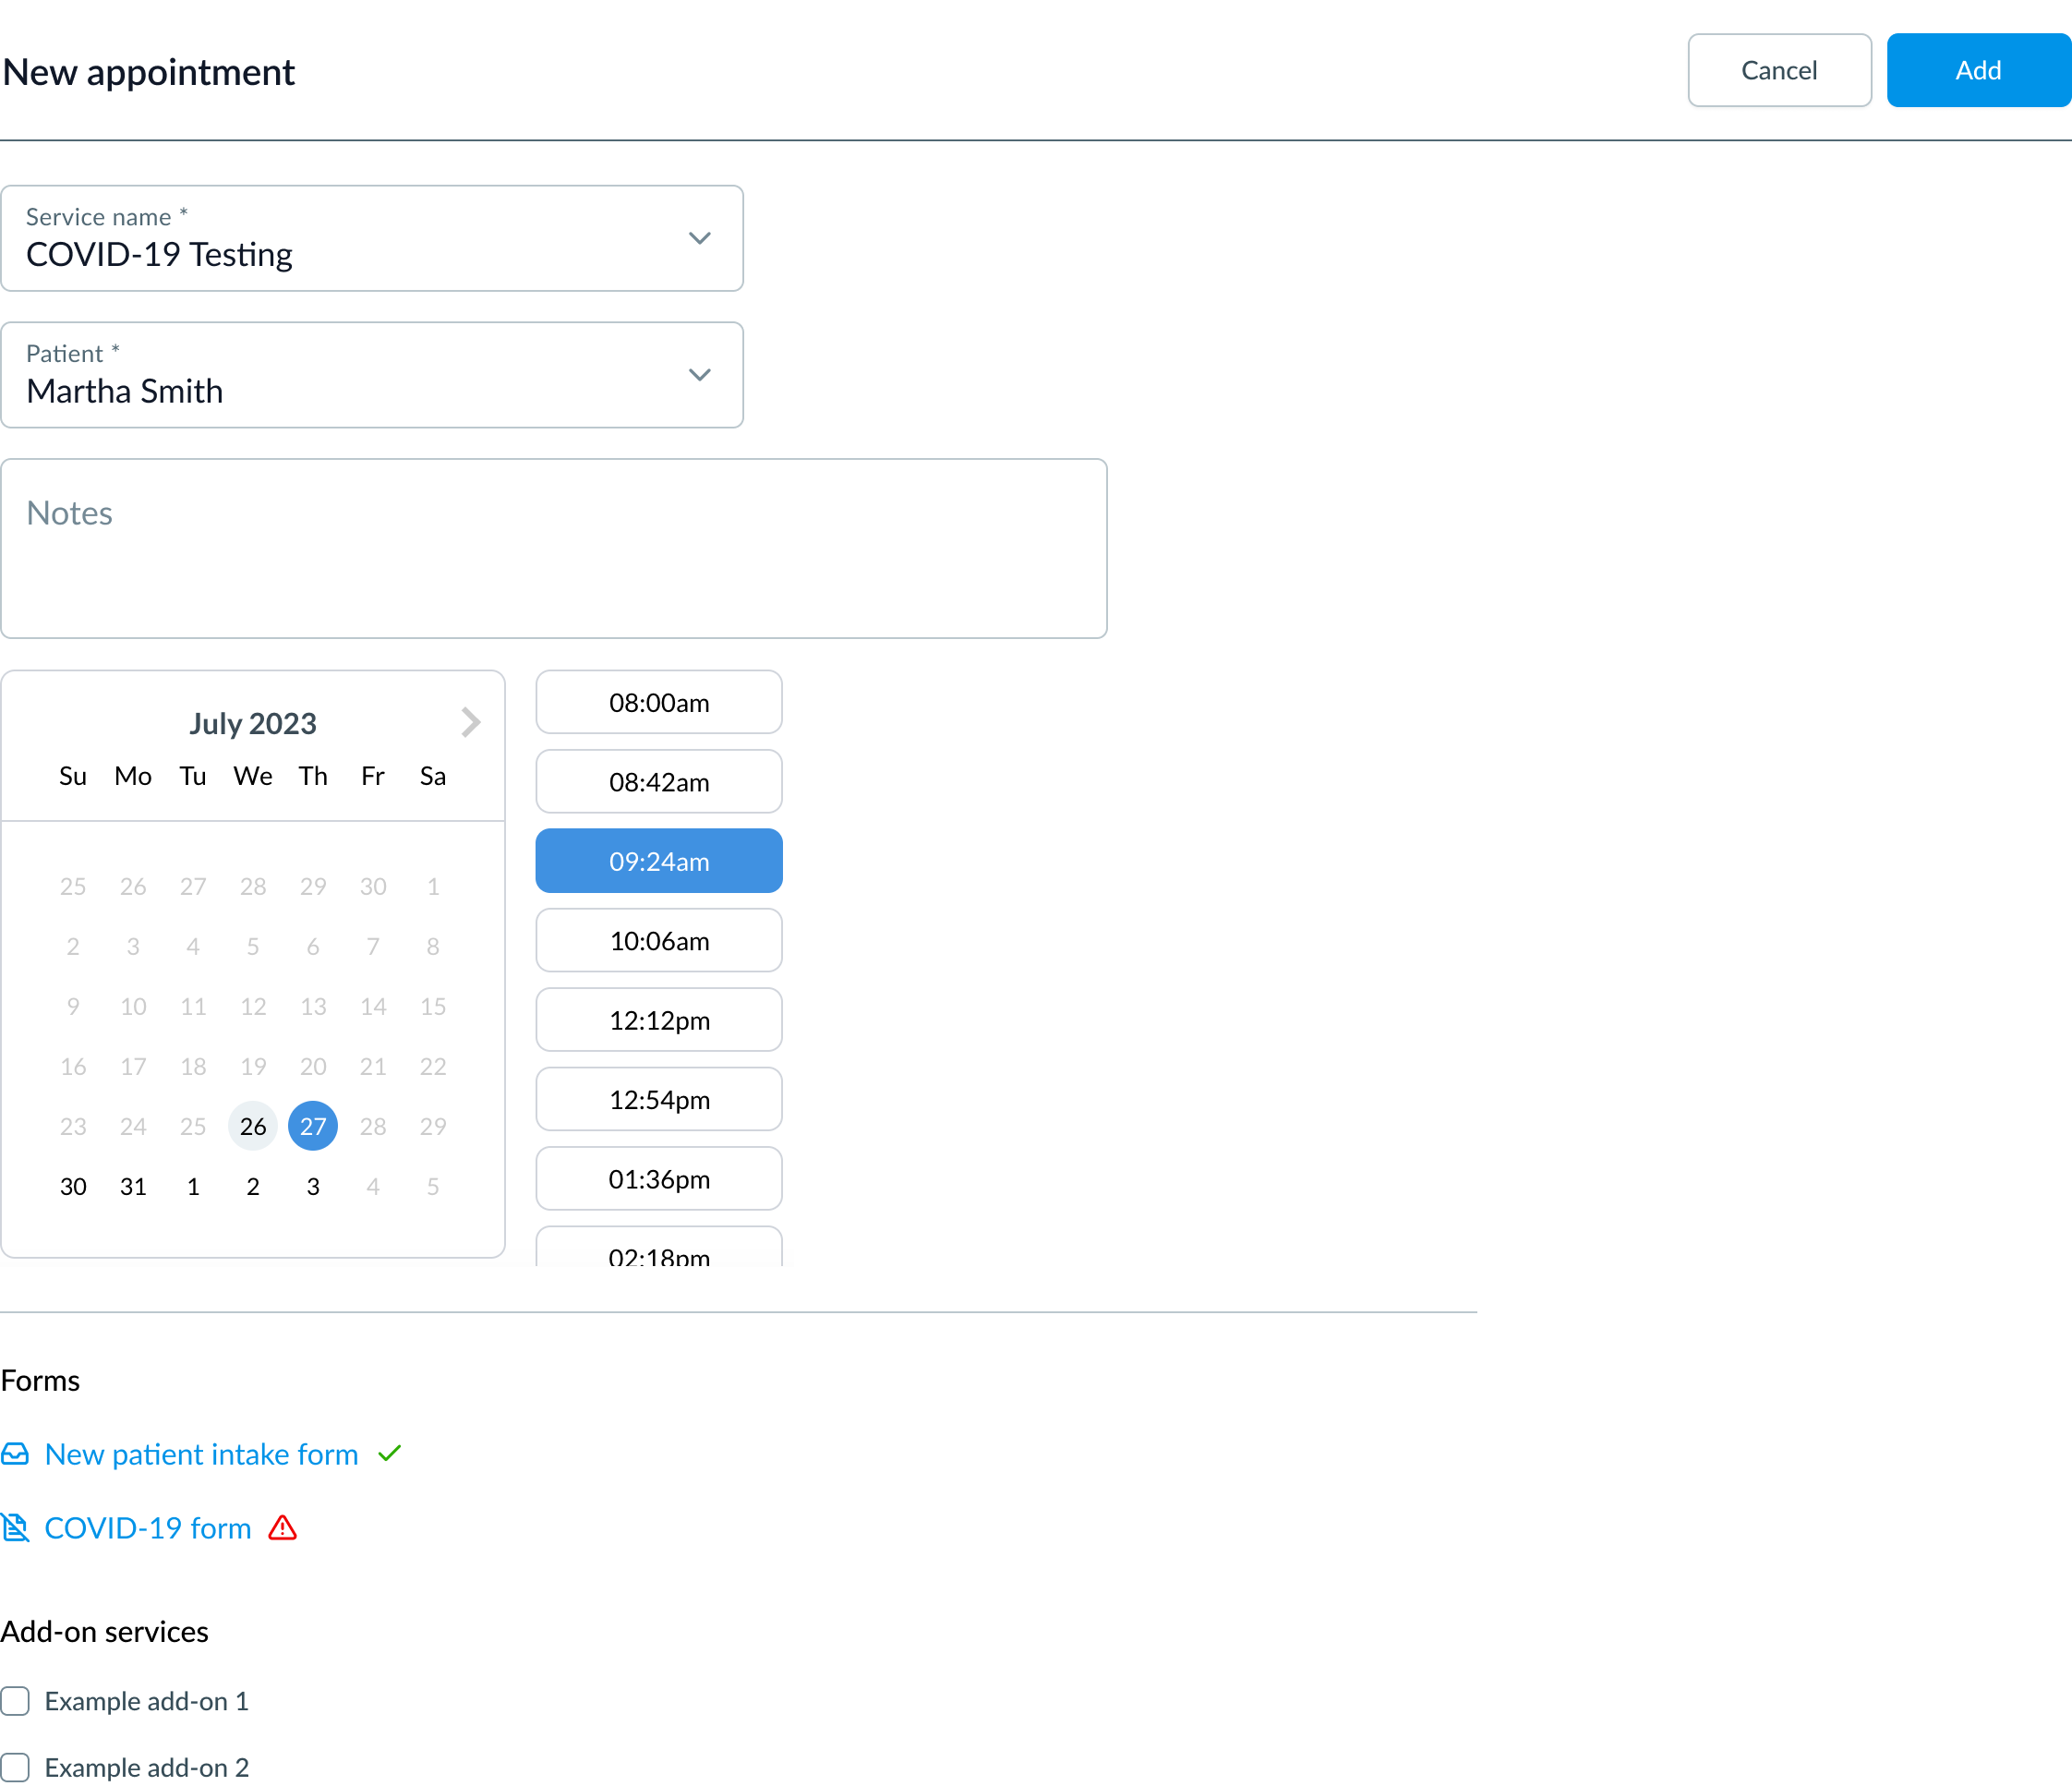 New appointment
Cancel
Add
Service name *
COVID-19 Testing
Patient *
Martha Smith
Notes
July 2023
Su Mo Tu We Th Fr Sa
25 26 27 28 29 30 1
2 3 4 5 6 7 8
9 10 11 12 13 14 15
16 17 18 19 20 21 22
23 24 25 26 27 28 29
30 31 1 2 3 4 5
08:00am
08:42am
09:24am
10:06am
12:12pm
12:54pm
01:36pm
02:18pm
Forms
New patient intake form
COVID-19 form
Add-on services
Example add-on 1
Example add-on 2